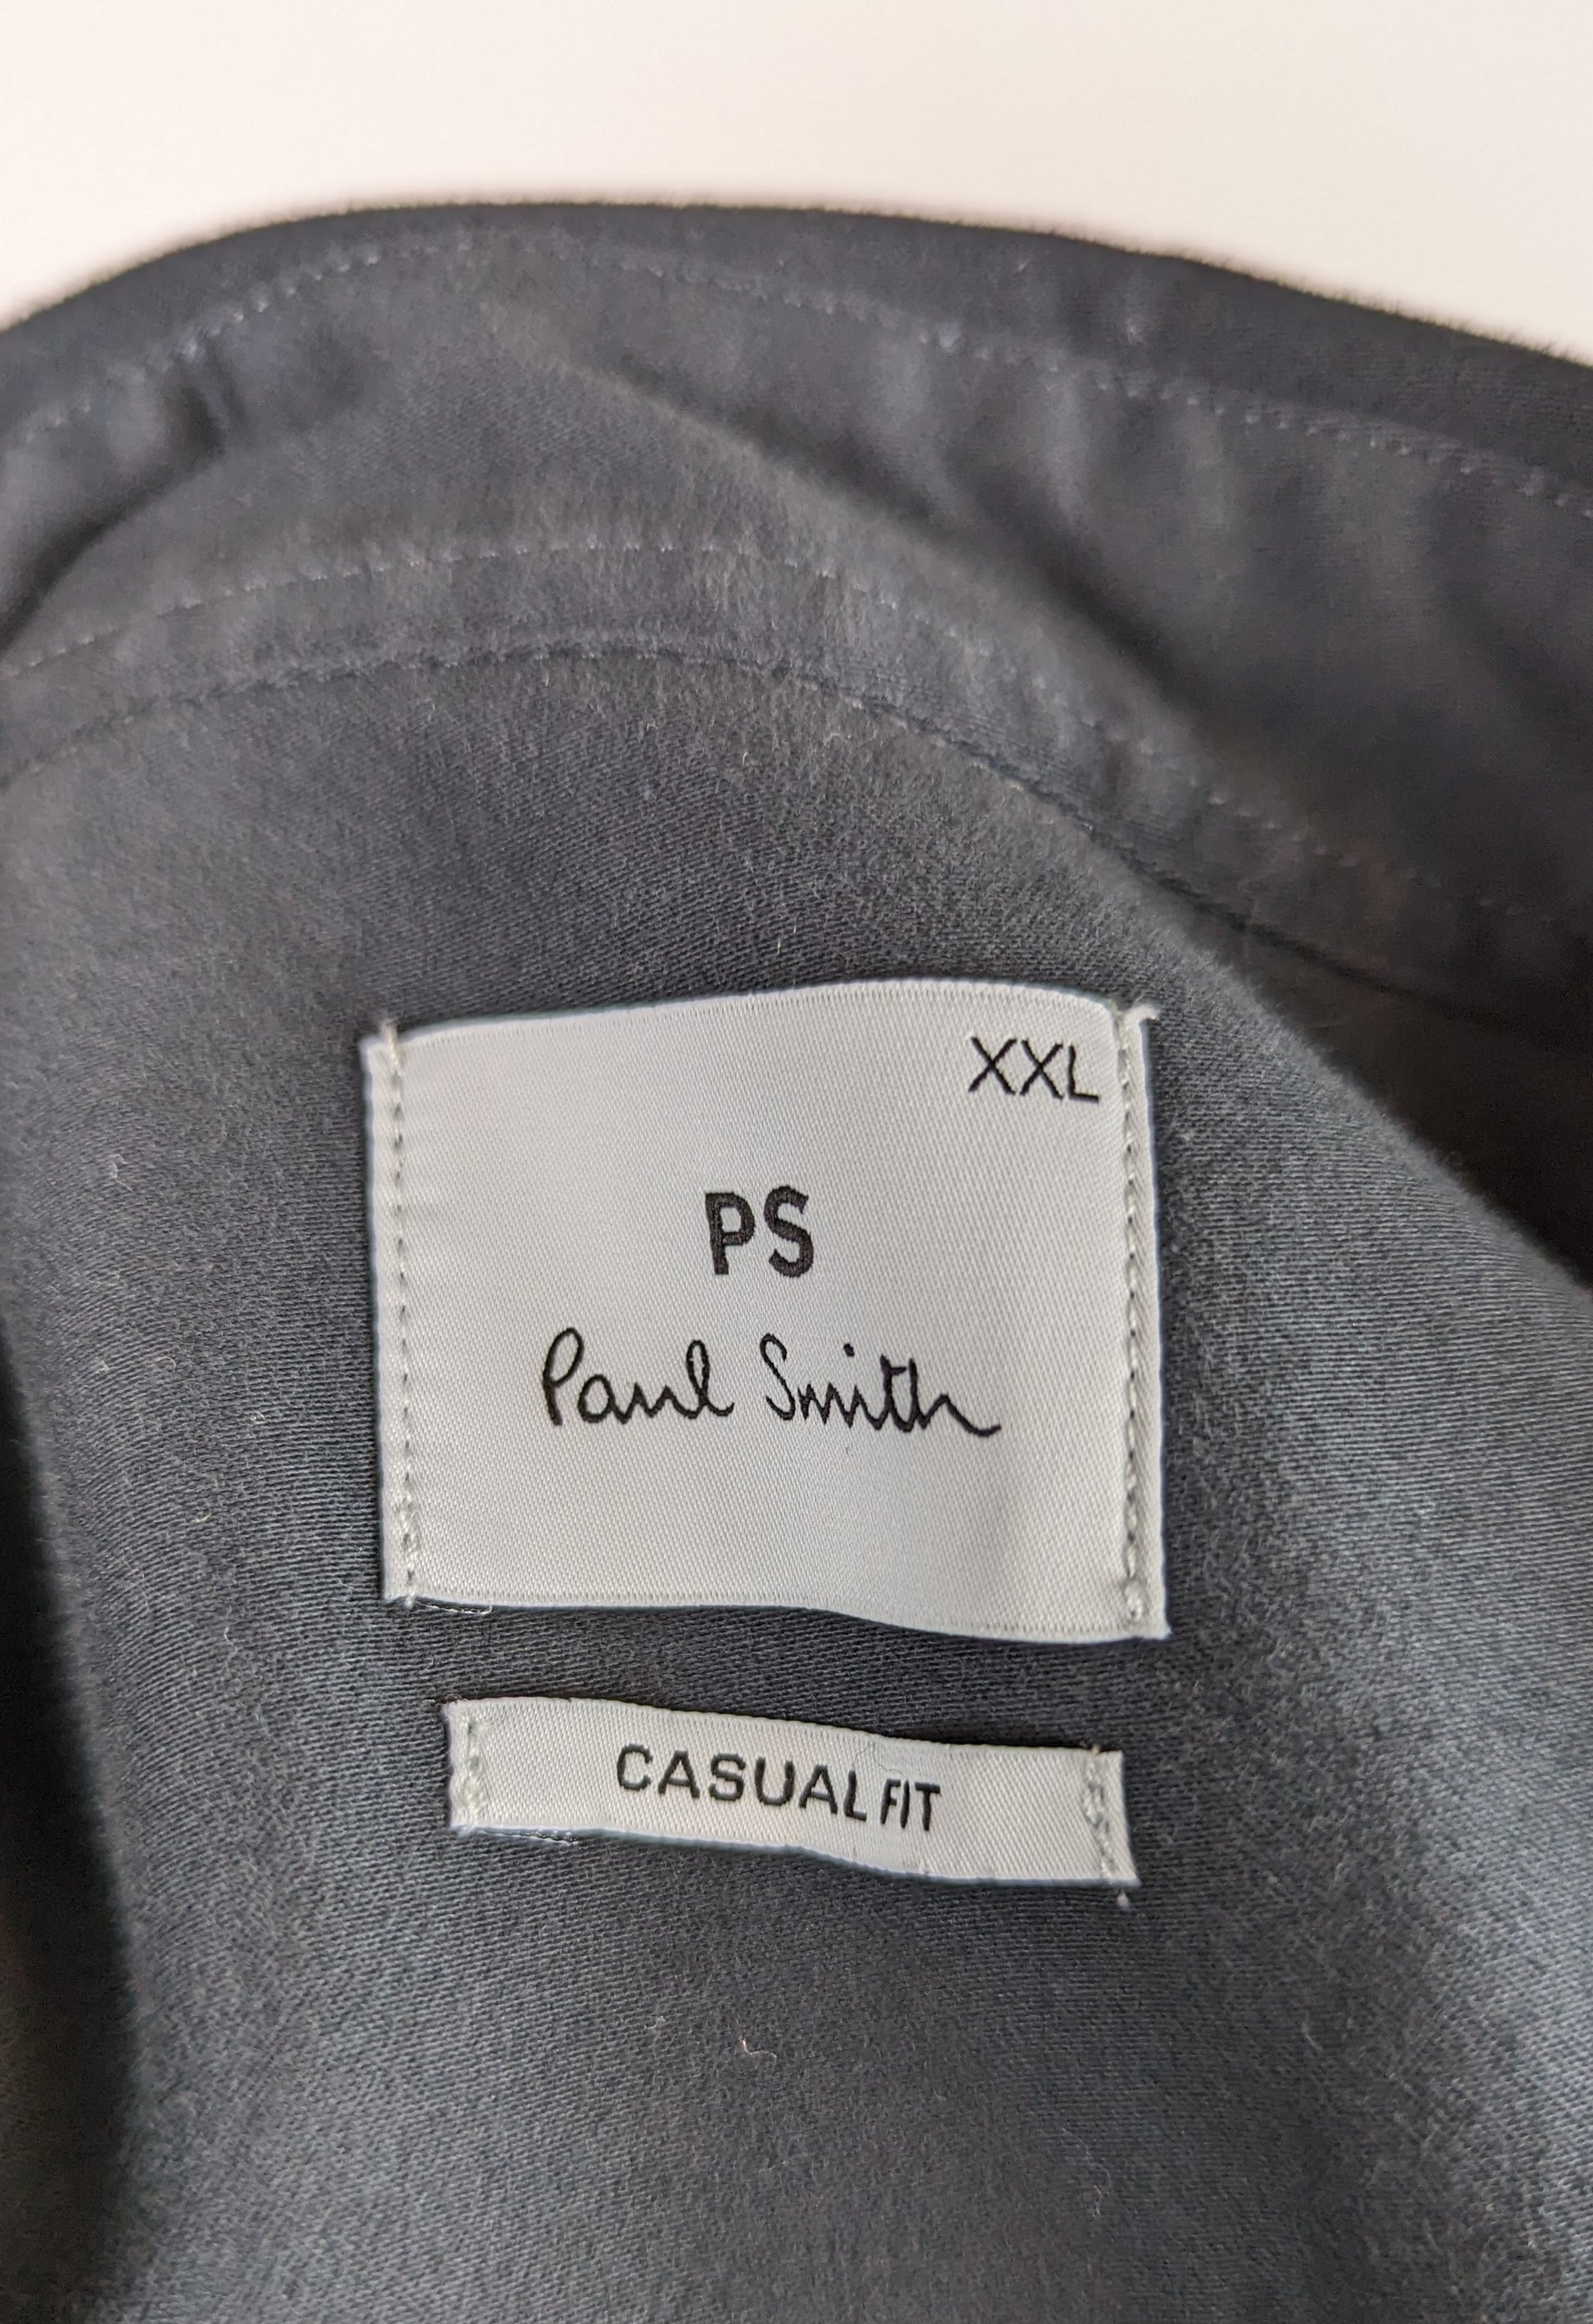 XXL
PS
Paul Smith
CASUAL FIT